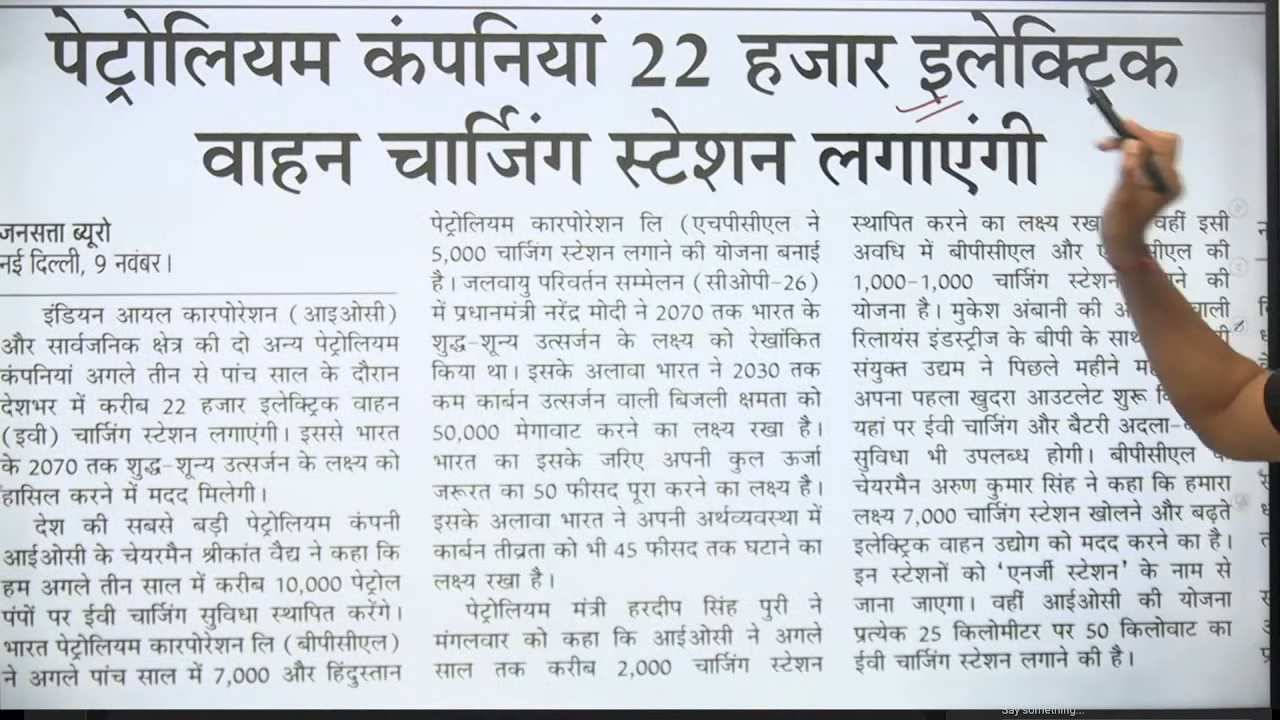 पेट्रोलियम कंपनियां 22 हजार इलेक्ट्रिक
वाहन चार्जिंग स्टेशन लगाएंगी
जनसत्ता ब्यूरो
नई दिल्ली, 9 नवंबर।
इंडियन आयल कारपोरेशन (आइओसी)
और सार्वजनिक क्षेत्र की दो अन्य पेट्रोलियम
कंपनियां अगले तीन से पांच साल के दौरान
देशभर में करीब 22 हजार इलेक्ट्रिक वाहन
(इवी) चार्जिंग स्टेशन लगाएंगी। इससे भारत
के 2070 तक शुद्ध-शून्य उत्सर्जन के लक्ष्य को
हासिल करने में मदद मिलेगी।
देश की सबसे बड़ी पेट्रोलियम कंपनी
आईओसी के चेयरमैन श्रीकांत वैद्य ने कहा कि
हम अगले तीन साल में करीब 10,000 पेट्रोल
पंपों पर ईवी चार्जिंग सुविधा स्थापित करेंगे।
भारत पेट्रोलियम कारपोरेशन लि (बीपीसीएल)
ने अगले पांच साल में 7,000 और हिंदुस्तान
पेट्रोलियम कारपोरेशन लि (एचपीसीएल ने
5,000 चार्जिंग स्टेशन लगाने की योजना बनाई
है। जलवायु परिवर्तन सम्मेलन (सीओपी-26)
में प्रधानमंत्री नरेंद्र मोदी ने 2070 तक भारत के
शुद्ध-शून्य उत्सर्जन के लक्ष्य को रेखांकित
किया था। इसके अलावा भारत ने 2030 तक
कम कार्बन उत्सर्जन वाली बिजली क्षमता को
50,000 मेगावाट करने का लक्ष्य रखा है।
भारत का इसके जरिए अपनी कुल ऊर्जा
जरूरत का 50 फीसद पूरा करने का लक्ष्य है।
इसके अलावा भारत ने अपनी अर्थव्यवस्था में
कार्बन तीव्रता को भी 45 फीसद तक घटाने का
लक्ष्य रखा है।
पेट्रोलियम मंत्री हरदीप सिंह पुरी ने
मंगलवार को कहा कि आईओसी ने अगले
साल तक करीब 2,000 चार्जिंग स्टेशन
स्थापित करने का लक्ष्य रखा वहीं इसी
अवधि में बीपीसीएल और की
1,000-1,000 चार्जिंग स्टेशन की
योजना है। मुकेश अंबानी की
रिलायंस इंडस्ट्रीज के बीपी के साथ
संयुक्त उद्यम ने पिछले महीने
अपना पहला खुदरा आउटलेट शुरू
यहां पर ईवी चार्जिंग और बैटरी
सुविधा भी उपलब्ध होगी। बीपीसीएल
चेयरमैन अरुण कुमार सिंह ने कहा कि हमारा
लक्ष्य 7,000 चार्जिंग स्टेशन खोलने और बढ़ते
इलेक्ट्रिक वाहन उद्योग को मदद करने का है।
इन स्टेशनों को ‘एनर्जी स्टेशन’ के नाम से
जाना जाएगा। वहीं आईओसी की योजना
प्रत्येक 25 किलोमीटर पर 50 किलोवाट का
ईवी चार्जिंग स्टेशन लगाने की है।
Say something...